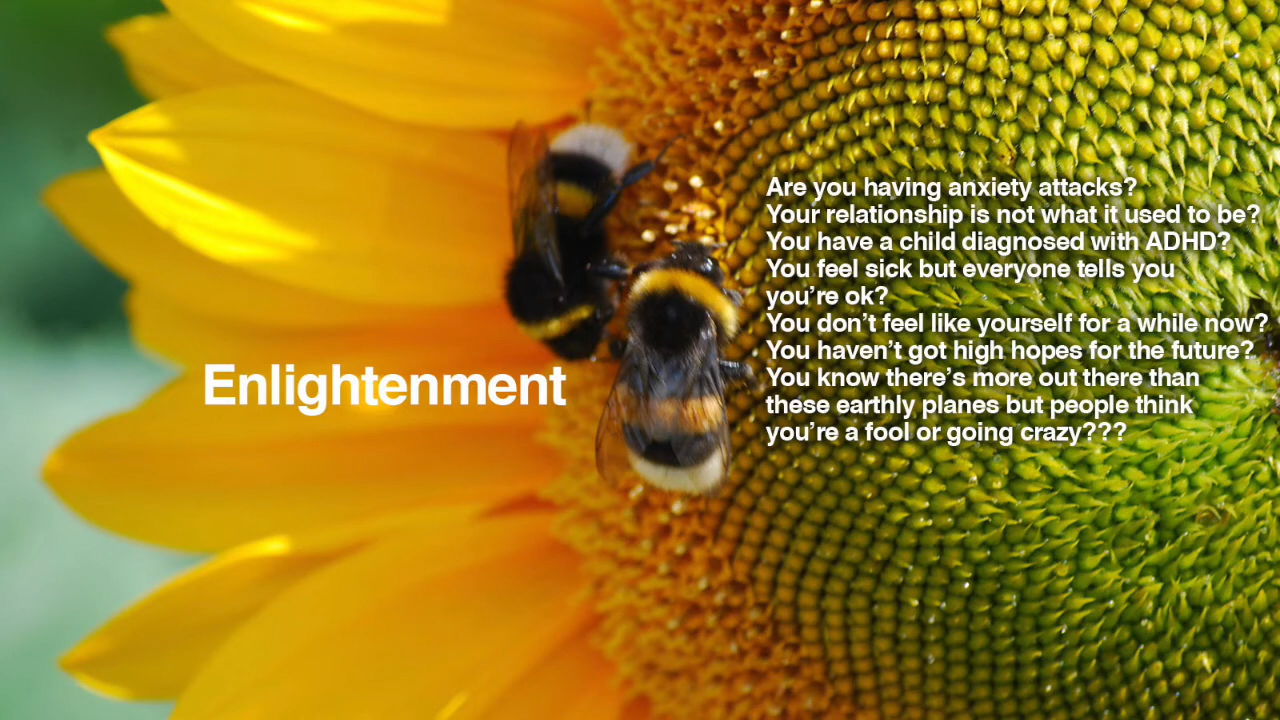 Enlightenment
Are you having anxiety attacks?
Your relationship is not what it used to be?
You have a child diagnosed with ADHD?
You feel sick but everyone tells you
you’re ok?
You don’t feel like yourself for a while now?
You haven’t got high hopes for the future?
You know there’s more out there than
these earthly planes but people think
you’re a fool or going crazy???